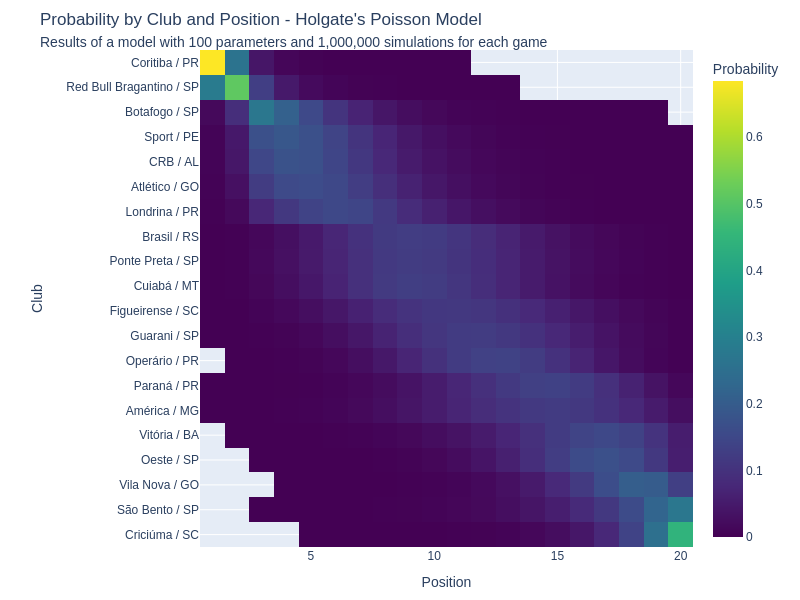 Probability by Club and Position - Holgate's Poisson Model
Results of a model with 100 parameters and 1,000,000 simulations for each game
Coritiba / PR
Red Bull Bragantino / SP
Botafogo / SP
Sport / PE
CRB / AL
Atlético / GO
Londrina / PR
Brasil / RS
Ponte Preta / SP
Cuiabá / MT
Figueirense / SC
Guarani / SP
Operário / PR
Paraná / PR
América / MG
Vitória / BA
Oeste / SP
Vila Nova / GO
São Bento / SP
Criciúma / SC
Club
5 10 15 20
Position
Probability
0.6
0.5
0.4
0.3
0.2
0.1
0